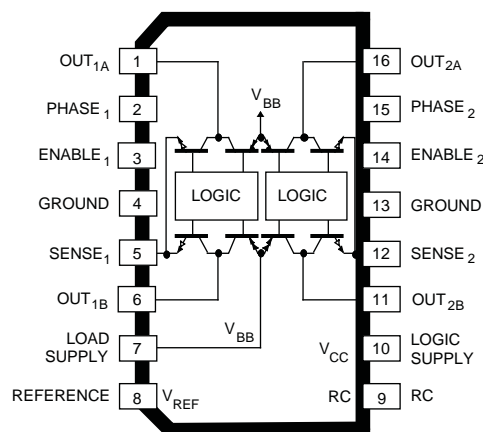 OUT1A 1 16 OUT2A
PHASE1 2 VBB 15 PHASE2
ENABLE1 3 14 ENABLE2
LOGIC LOGIC
GROUND 4 13 GROUND
SENSE1 5 12 SENSE2
OUT1B 6 11 OUT2B
LOAD SUPPLY 7 VBB VCC 10 LOGIC SUPPLY
REFERENCE 8 VREF RC 9 RC